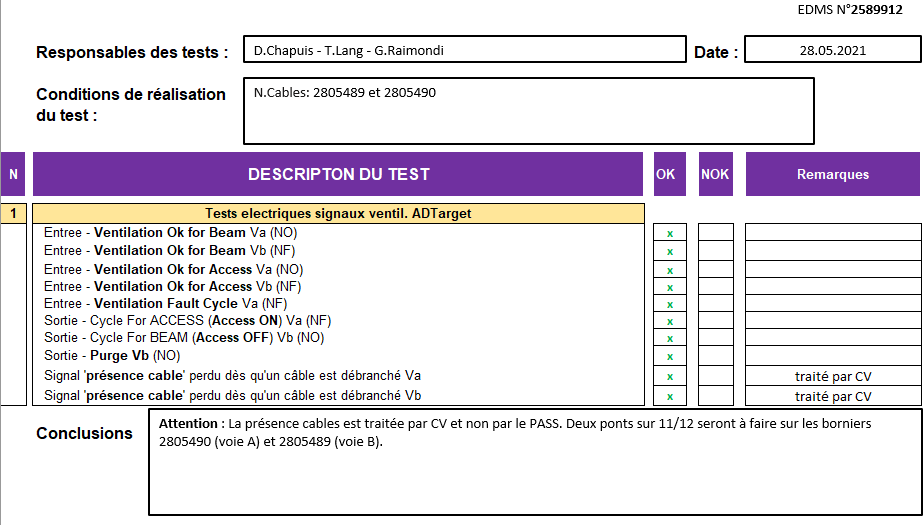 EDMS N°2589912
Responsables des tests : D.Chapuis - T.Lang - G.Raimondi Date : 28.05.2021
Conditions de réalisation du test : N.Cables: 2805489 et 2805490
N DESCRIPTON DU TEST OK NOK Remarques
1 Tests electriques signaux ventil. ADTarget
Entree - Ventilation Ok for Beam Va (NO) x
Entree - Ventilation Ok for Beam Vb (NF) x
Entree - Ventilation Ok for Access Va (NO) x
Entree - Ventilation Ok for Access Vb (NF) x
Entree - Ventilation Fault Cycle Va (NF) x
Sortie - Cycle For ACCESS (Access ON) Va (NF) x
Sortie - Cycle For BEAM (Access OFF) Vb (NO) x
Sortie - Purge Vb (NO) x
Signal 'présence cable' perdu dès qu'un câble est débranché Va x traité par CV
Signal 'présence cable' perdu dès qu'un câble est débranché Vb x traité par CV
Conclusions
Attention : La présence cables est traitée par CV et non par le PASS. Deux ponts sur 11/12 seront à faire sur les borniers
2805490 (voie A) et 2805489 (voie B).